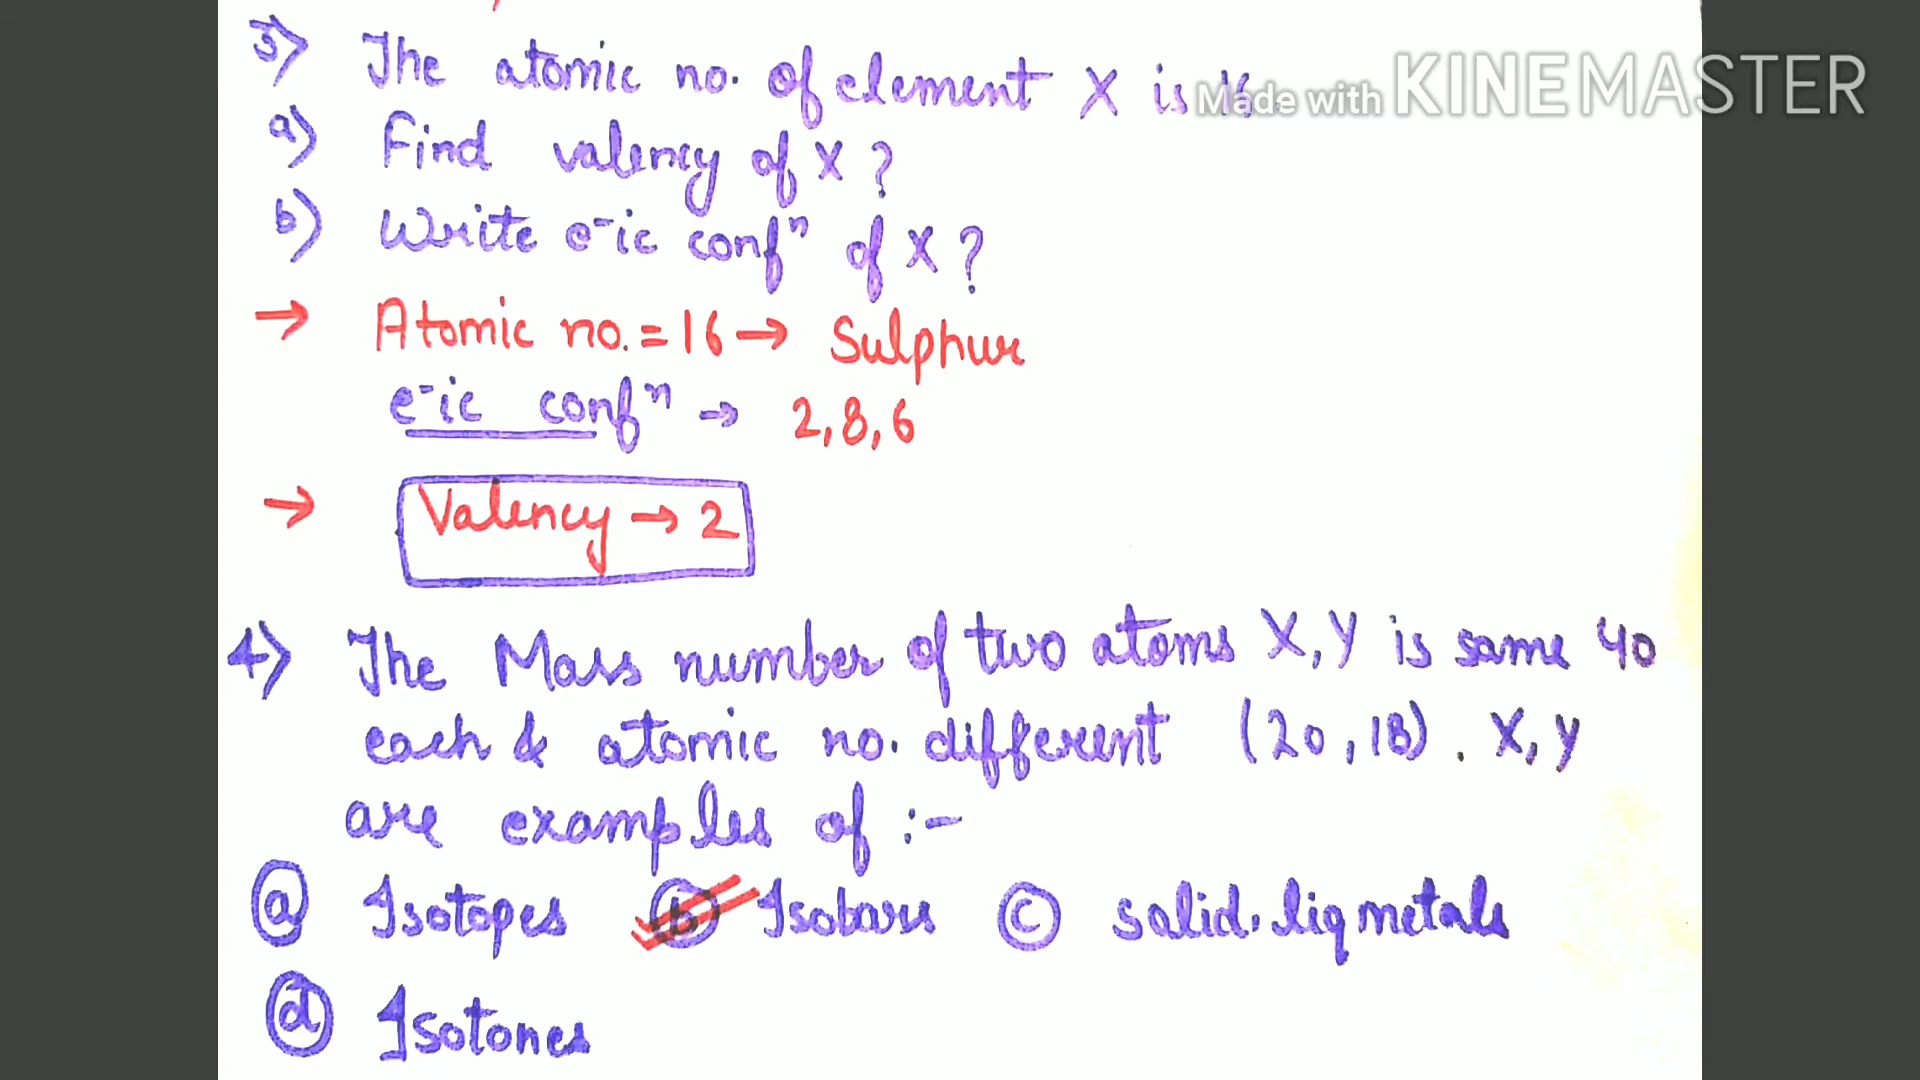 3) The atomic no. of element X is 16
Made with KINEMASTER
a) Find valency of X ?
b) Write e⁻ic confⁿ of X ?
→ Atomic no. = 16 → Sulphur
e⁻ic confⁿ → 2,8,6
→ Valency → 2
4) The Mass number of two atoms X, Y is same 40
each & atomic no. different (20, 18) . X, Y
are examples of :-
(a) Isotopes (b) Isobars (c) solid. liq metals
(d) Isotones